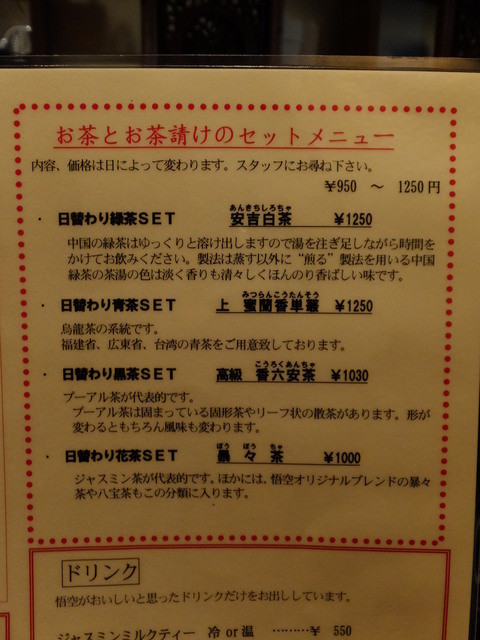 お茶とお茶請けのセットメニュー
内容、価格は日によって変わります。スタッフにお尋ね下さい。
￥950 ～ 1250円
・ 日替わり緑茶ＳＥＴ 安吉白茶 ￥1250
あんきちしろちゃ
中国の緑茶はゆっくりと溶け出しますので湯を注ぎ足しながら時間を
かけてお飲みください。製法は蒸す以外に“煎る”製法を用いる中国
緑茶の茶湯の色は淡く香りも清々しくほんのり香ばしい味です。
・ 日替わり青茶ＳＥＴ 上 蜜蘭香単叢 ￥1250
みつらんこうたんそう
烏龍茶の系統です。
福建省、広東省、台湾の青茶をご用意致しております。
・ 日替わり黒茶ＳＥＴ 高級 香六安茶 ￥1030
こうろくあんちゃ
プーアル茶が代表的です。
プーアル茶は固まっている固形茶やリーフ状の散茶があります。形が
変わるともちろん風味も変わります。
・ 日替わり花茶ＳＥＴ 暴々茶 ￥1000
ぼう ぼう ちゃ
ジャスミン茶が代表的です。ほかには、悟空オリジナルブレンドの暴々
茶や八宝茶もこの分類に入ります。
ドリンク
悟空がおいしいと思ったドリンクだけをお出ししています。
ジャスミンミルクティー 冷 or 温 ………￥ 550